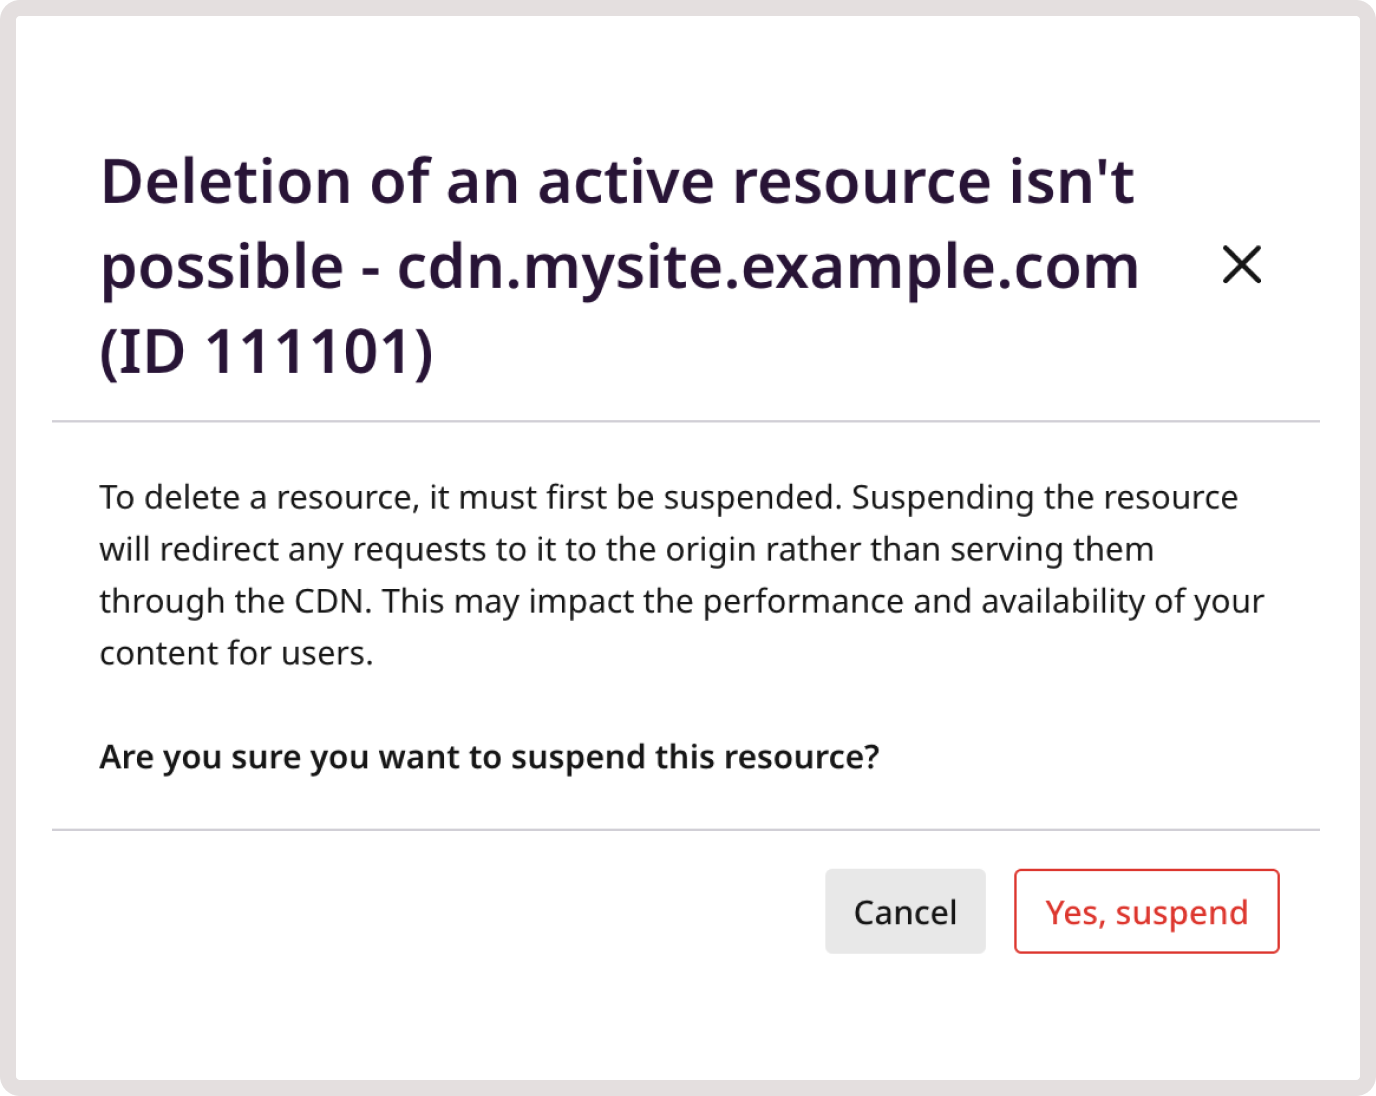 Deletion of an active resource isn't
possible - cdn.mysite.example.com
(ID 111101)
To delete a resource, it must first be suspended. Suspending the resource
will redirect any requests to it to the origin rather than serving them
through the CDN. This may impact the performance and availability of your
content for users.
Are you sure you want to suspend this resource?
Cancel
Yes, suspend